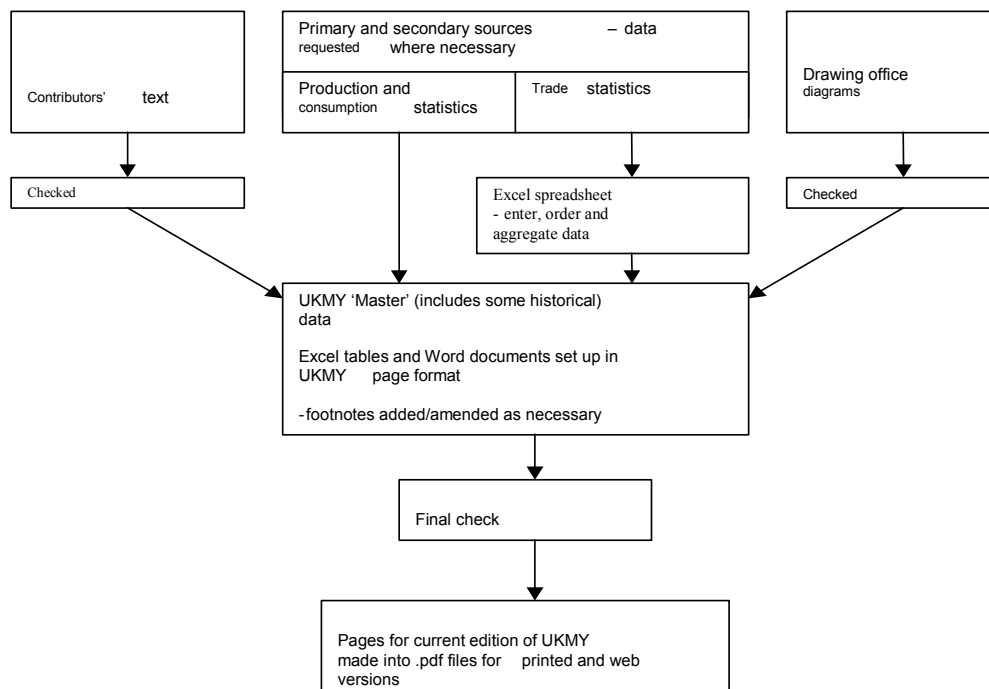 Contributors' text
Primary and secondary sources – data
requested where necessary
Production and
consumption statistics
Trade statistics
Drawing office
diagrams
Checked
Excel spreadsheet
- enter, order and
aggregate data
Checked
UKMY ‘Master’ (includes some historical)
data
Excel tables and Word documents set up in
UKMY page format
-footnotes added/amended as necessary
Final check
Pages for current edition of UKMY
made into .pdf files for printed and web
versions